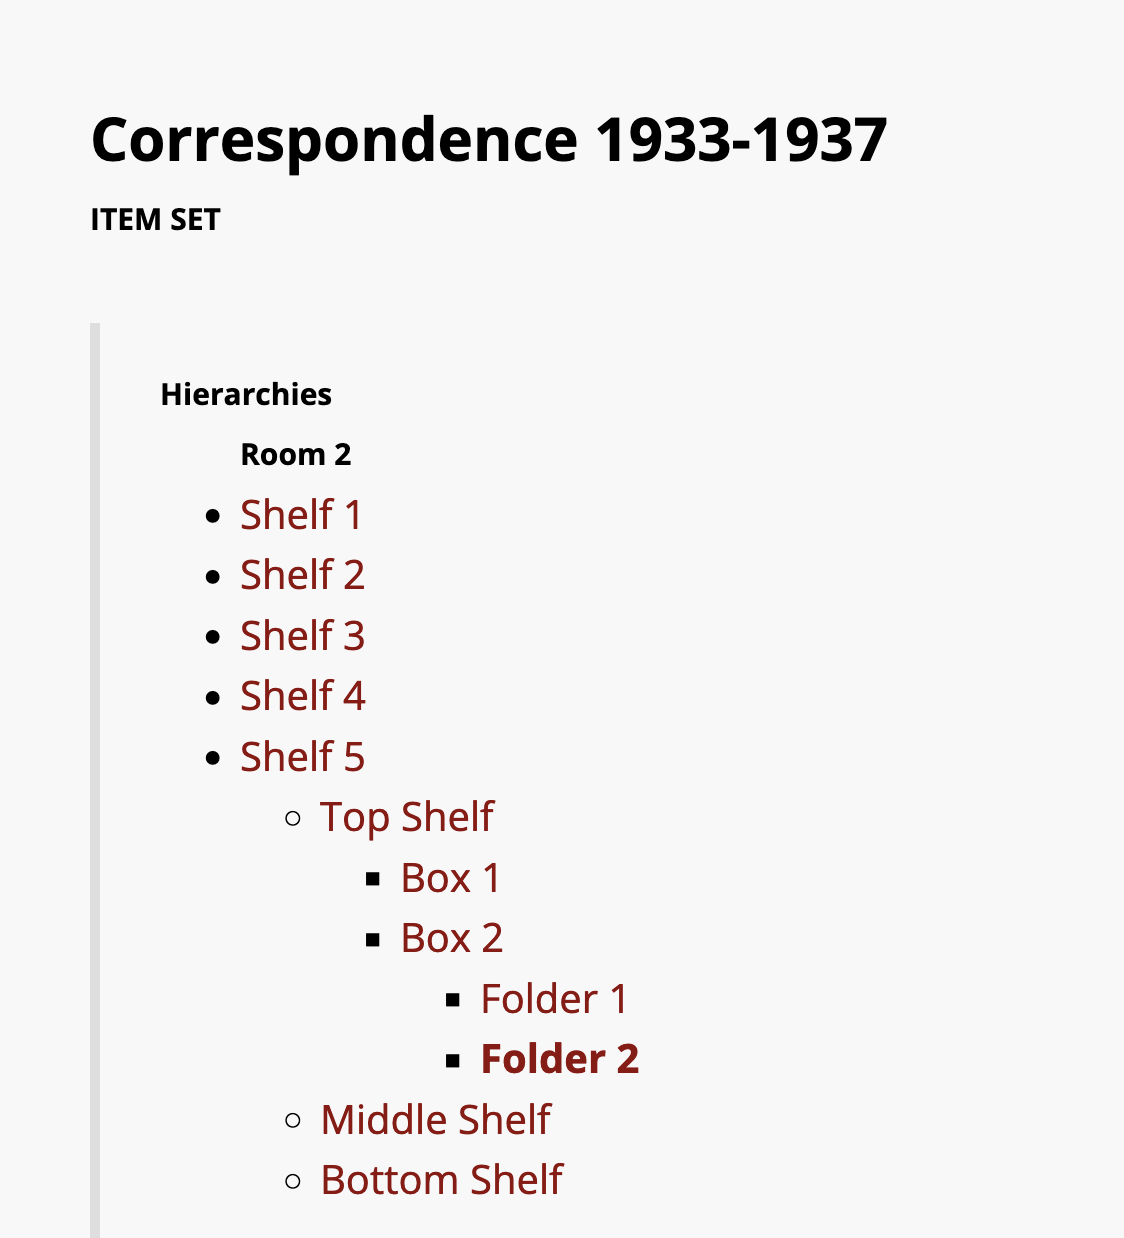 Correspondence 1933-1937
ITEM SET
Hierarchies
Room 2
Shelf 1
Shelf 2
Shelf 3
Shelf 4
Shelf 5
Top Shelf
Box 1
Box 2
Folder 1
Folder 2
Middle Shelf
Bottom Shelf